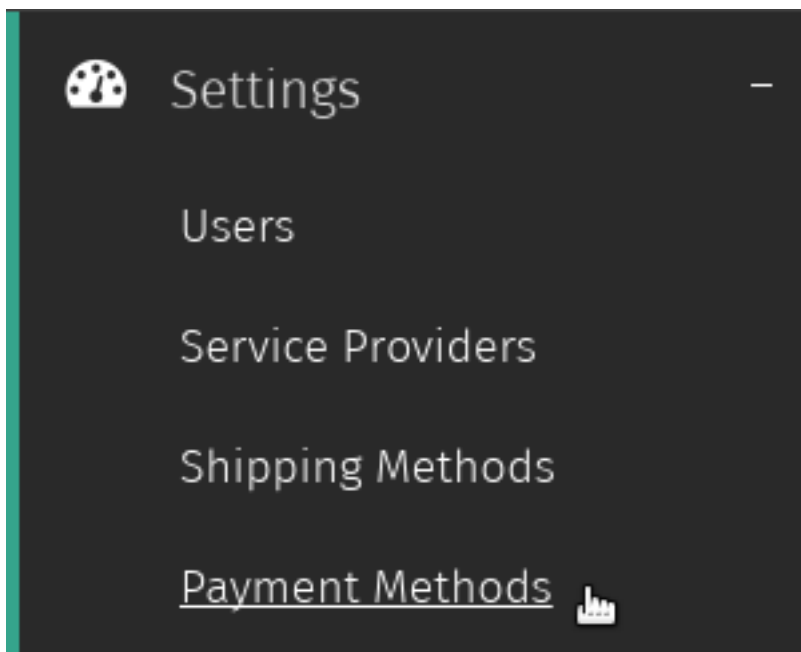 Settings
Users
Service Providers
Shipping Methods
Payment Methods